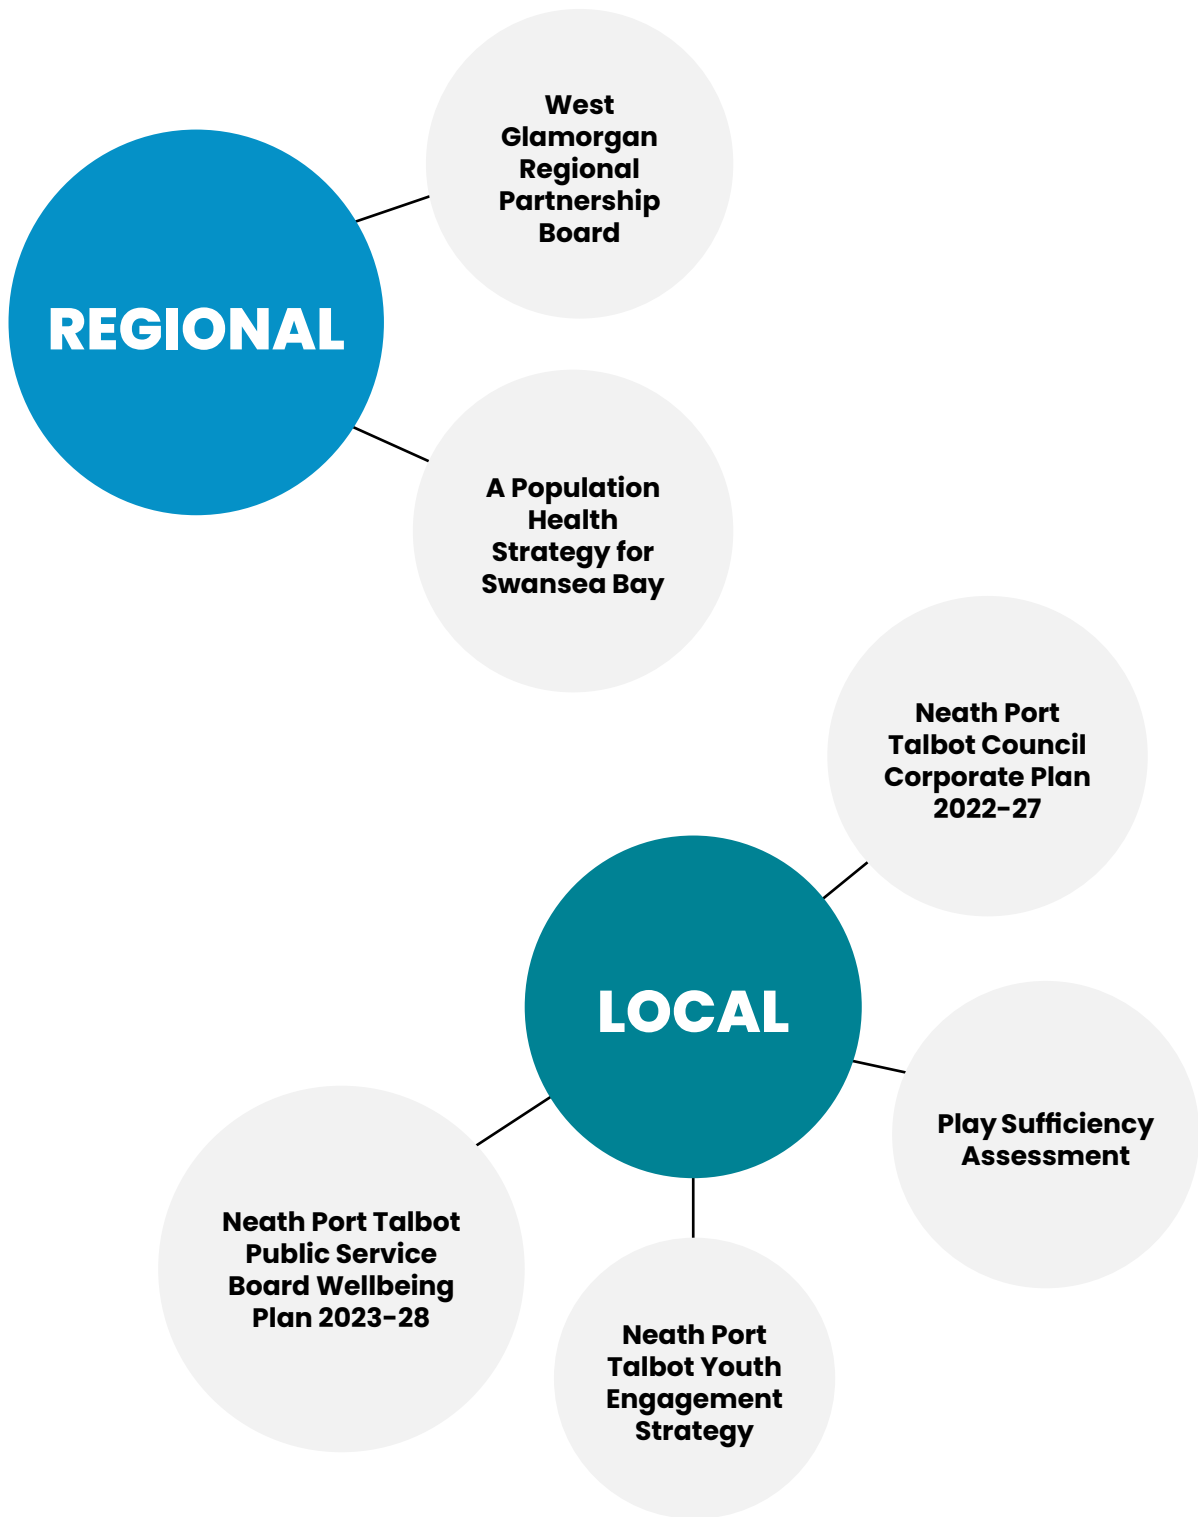 West
Glamorgan
Regional
Partnership
Board
REGIONAL
A Population
Health
Strategy for
Swansea Bay
Neath Port
Talbot Council
Corporate Plan
2022-27
LOCAL
Play Sufficiency
Assessment
Neath Port Talbot
Public Service
Board Wellbeing
Plan 2023-28
Neath Port
Talbot Youth
Engagement
Strategy